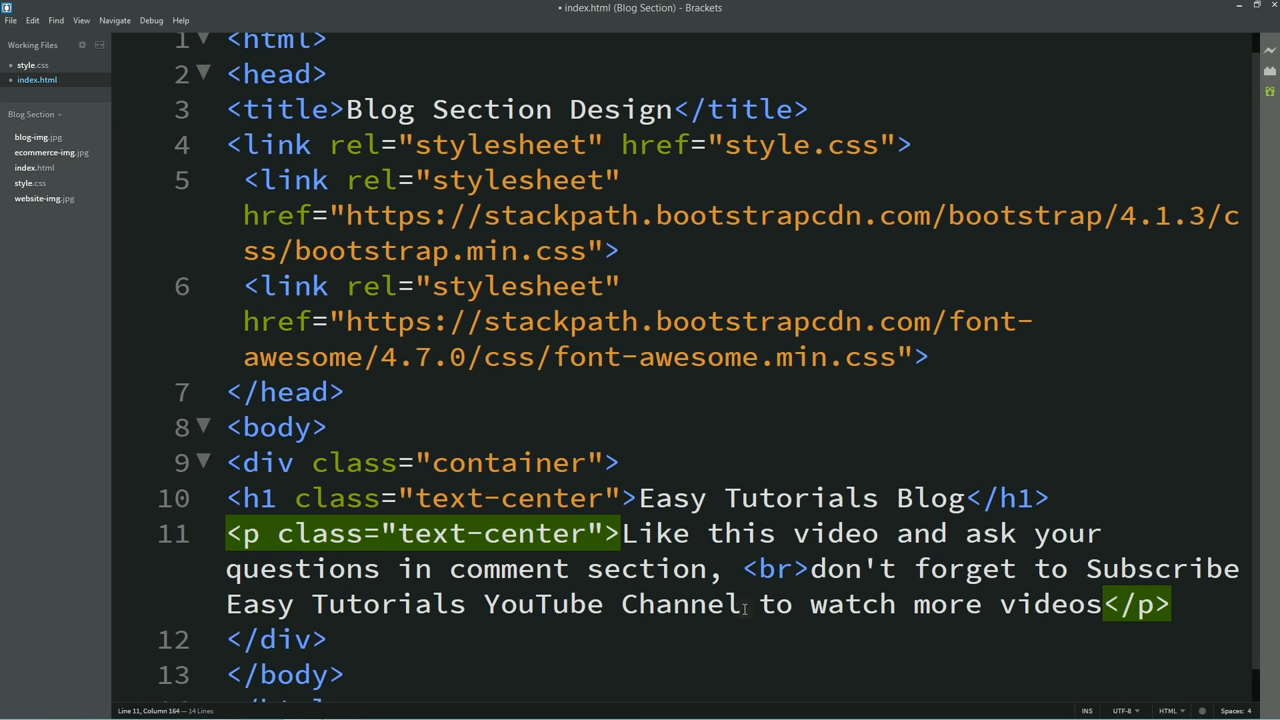 • index.html (Blog Section) - Brackets
File Edit Find View Navigate Debug Help
Working Files
• style.css
• index.html
Blog Section
blog-img.jpg
ecommerce-img.jpg
index.html
style.css
website-img.jpg
1 <html>
2 <head>
3 <title>Blog Section Design</title>
4 <link rel="stylesheet" href="style.css">
5 <link rel="stylesheet"
href="https://stackpath.bootstrapcdn.com/bootstrap/4.1.3/c
ss/bootstrap.min.css">
6 <link rel="stylesheet"
href="https://stackpath.bootstrapcdn.com/font-
awesome/4.7.0/css/font-awesome.min.css">
7 </head>
8 <body>
9 <div class="container">
10 <h1 class="text-center">Easy Tutorials Blog</h1>
11 <p class="text-center">Like this video and ask your
questions in comment section, <br>don't forget to Subscribe
Easy Tutorials YouTube Channel to watch more videos</p>
12 </div>
13 </body>
Line 11, Column 164 — 14 Lines
INS UTF-8 HTML Spaces: 4